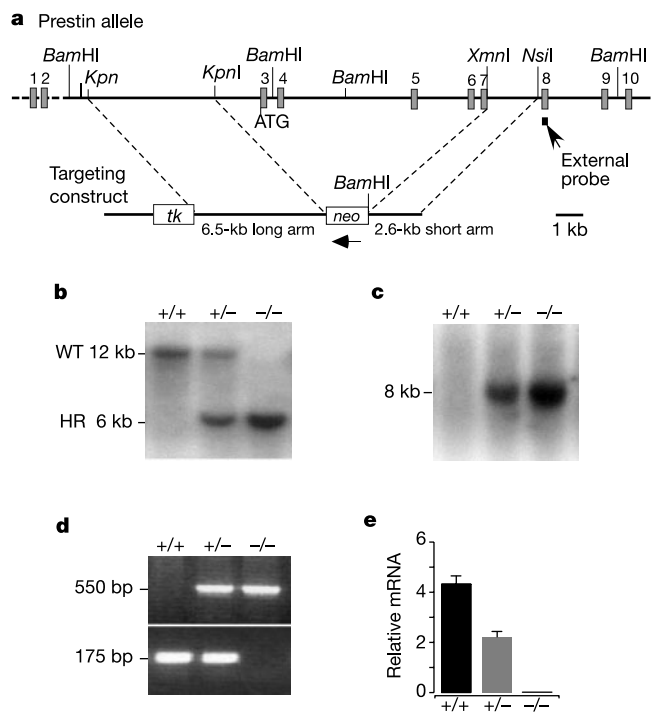 a Prestin allele
BamHI KpnI BamHI XmnI NsiI BamHI
1 2 Kpn 3 4 BamHI 5 6 7 8 9 10
ATG
External
probe
Targeting
construct
BamHI
tk neo
6.5-kb long arm 2.6-kb short arm 1 kb
b
+/+ +/– –/–
WT 12 kb
HR 6 kb
c
+/+ +/– –/–
8 kb
d
+/+ +/– –/–
550 bp
175 bp
e
Relative mRNA
6
4
2
0
+/+ +/– –/–